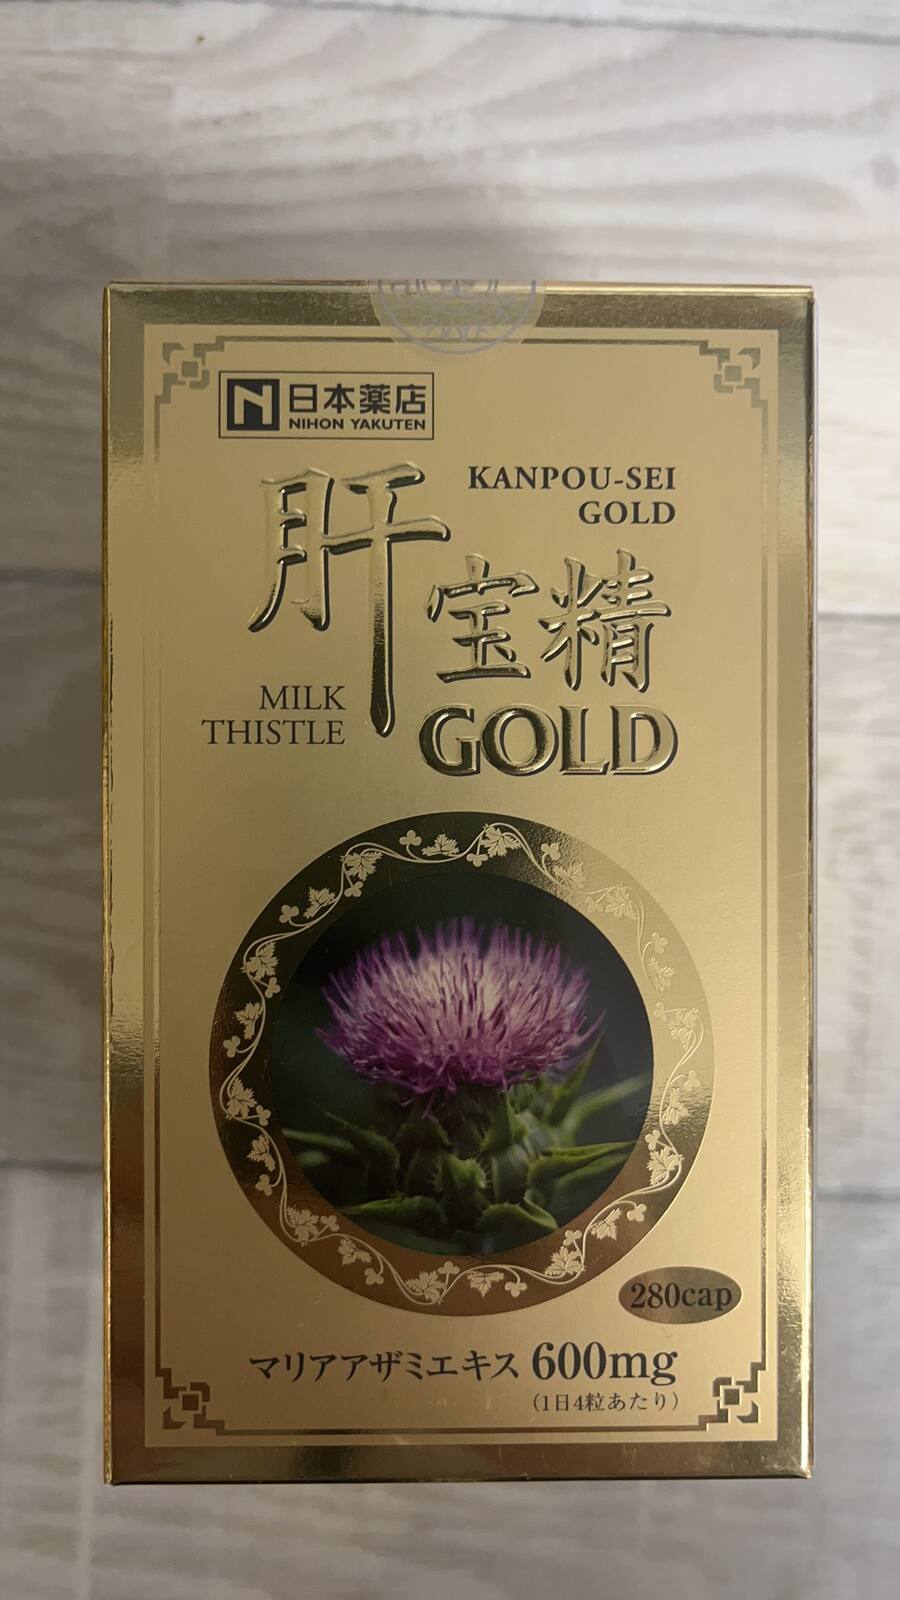 日本薬店
NIHON YAKUTEN
KANPOU-SEI
GOLD
肝宝精
GOLD
MILK
THISTLE
280cap
マリアアザミエキス 600mg
(1日4粒あたり)